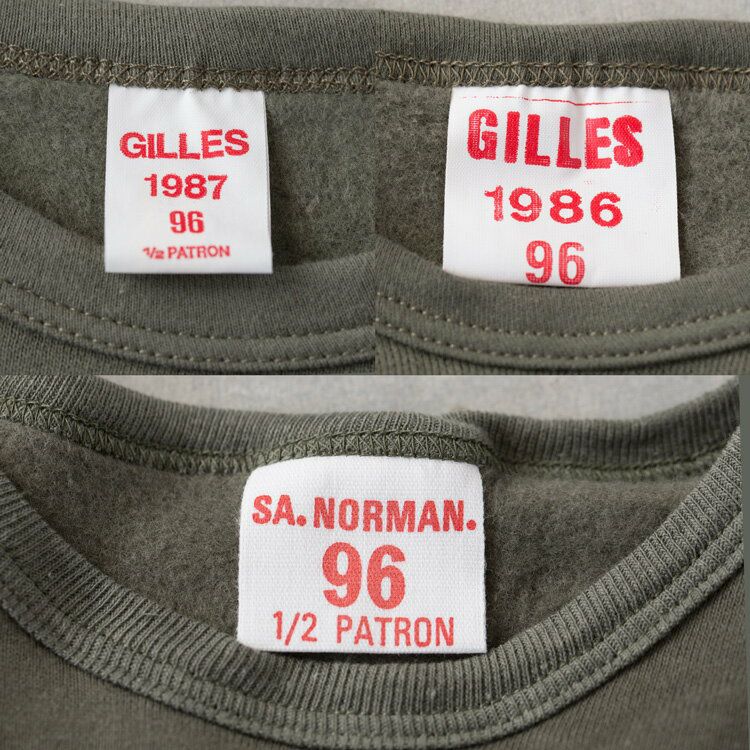 GILLES
1987
96
1/2 PATRON
GILLES
1986
96
SA. NORMAN.
96
1/2 PATRON